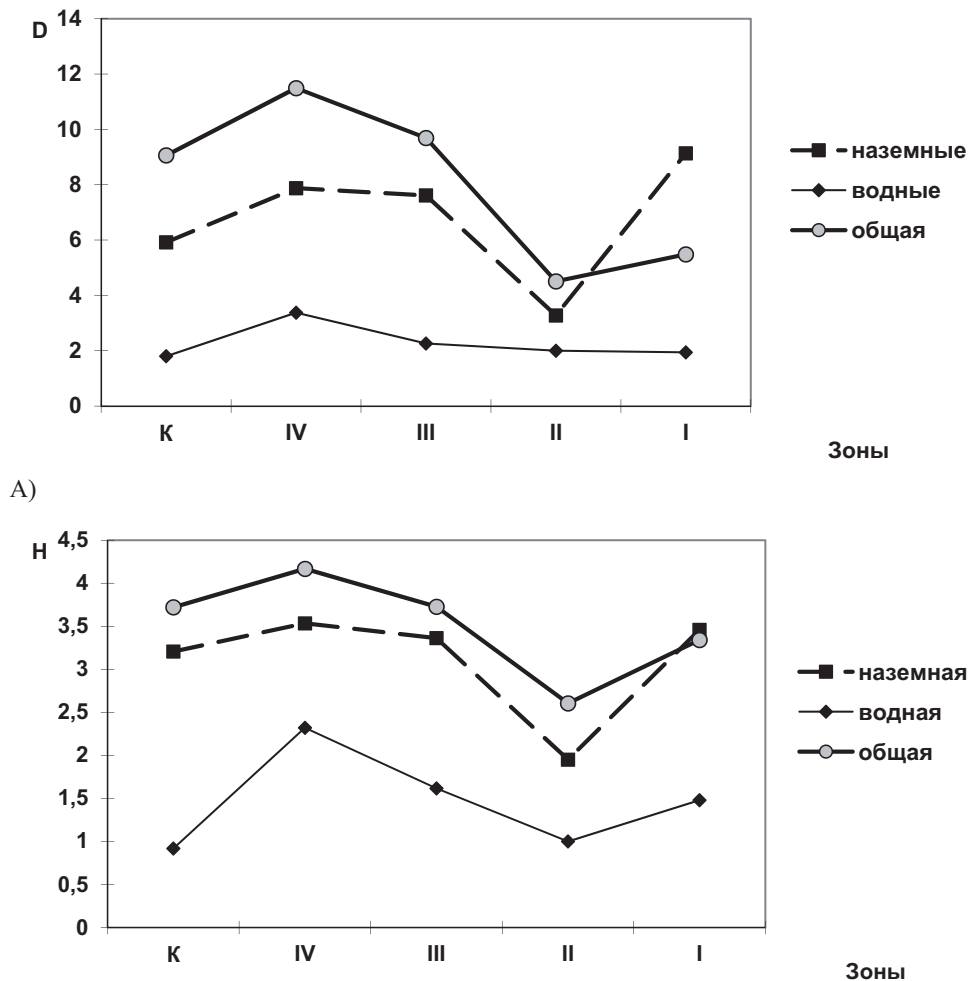 D
14
12
10
8
6
4
2
0
К IV III II I
Зоны
наземные
водные
общая
А)
H
4,5
4
3,5
3
2,5
2
1,5
1
0,5
0
К IV III II I
Зоны
наземная
водная
общая